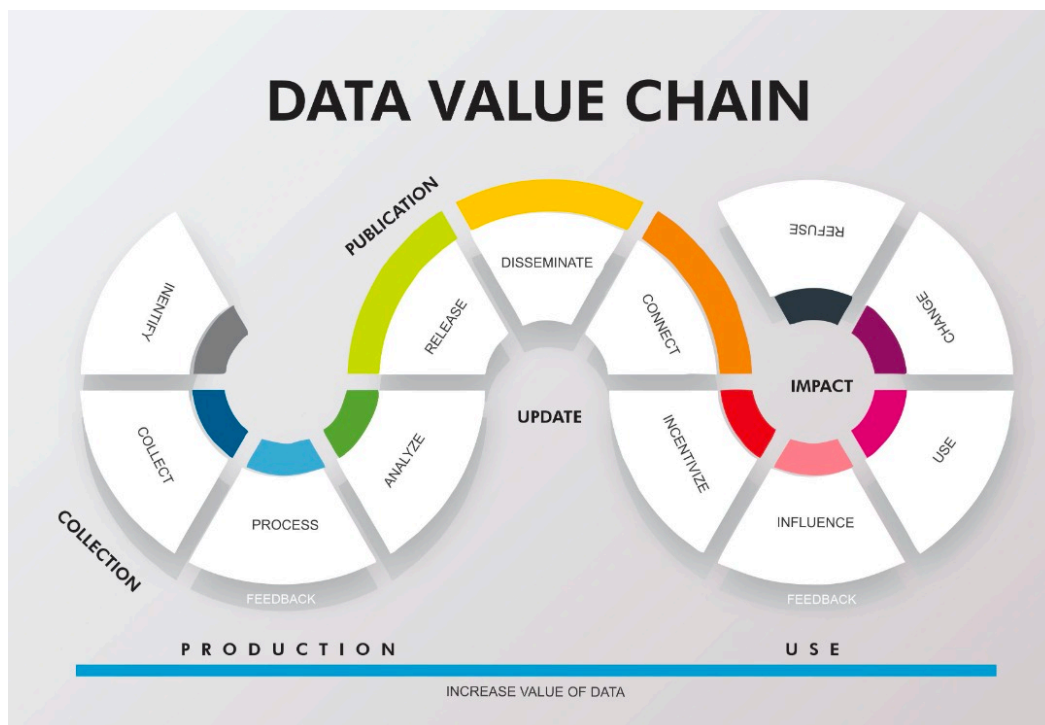 DATA VALUE CHAIN
INENTIFY
COLLECT
PROCESS
ANALYZE
RELEASE
DISSEMINATE
CONNECT
INCENTIVIZE
INFLUENCE
USE
CHANGE
REFUSE
COLLECTION
PUBLICATION
UPDATE
IMPACT
FEEDBACK
FEEDBACK
PRODUCTION
USE
INCREASE VALUE OF DATA